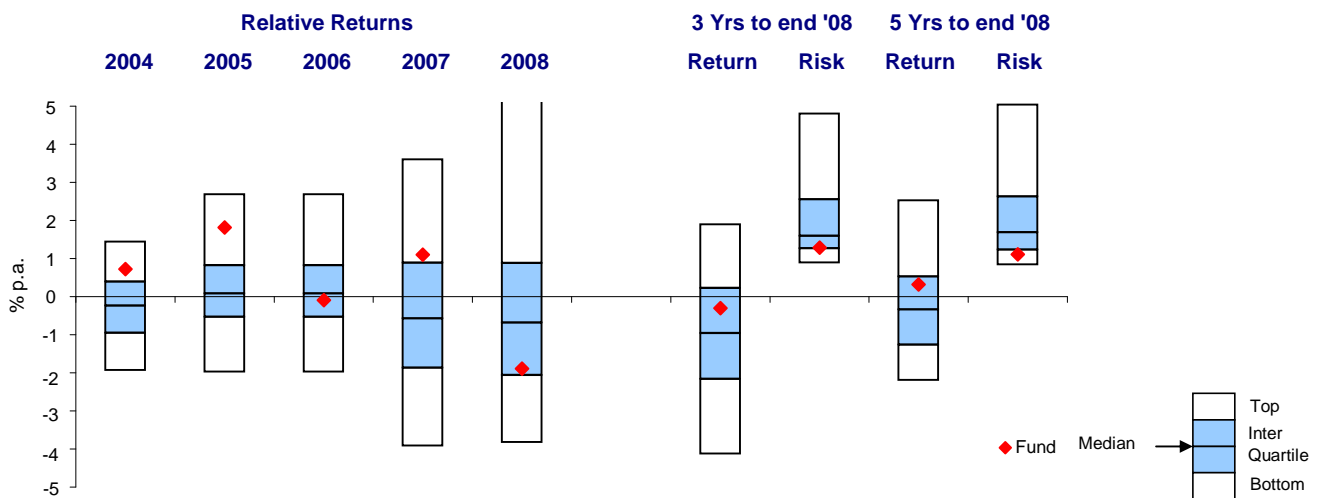 Relative Returns 3 Yrs to end '08 5 Yrs to end '08
2004 2005 2006 2007 2008 Return Risk Return Risk
5
4
3
2
1
0
-1
-2
-3
-4
-5
% p.a.
Fund Median
Top
Inter
Quartile
Bottom